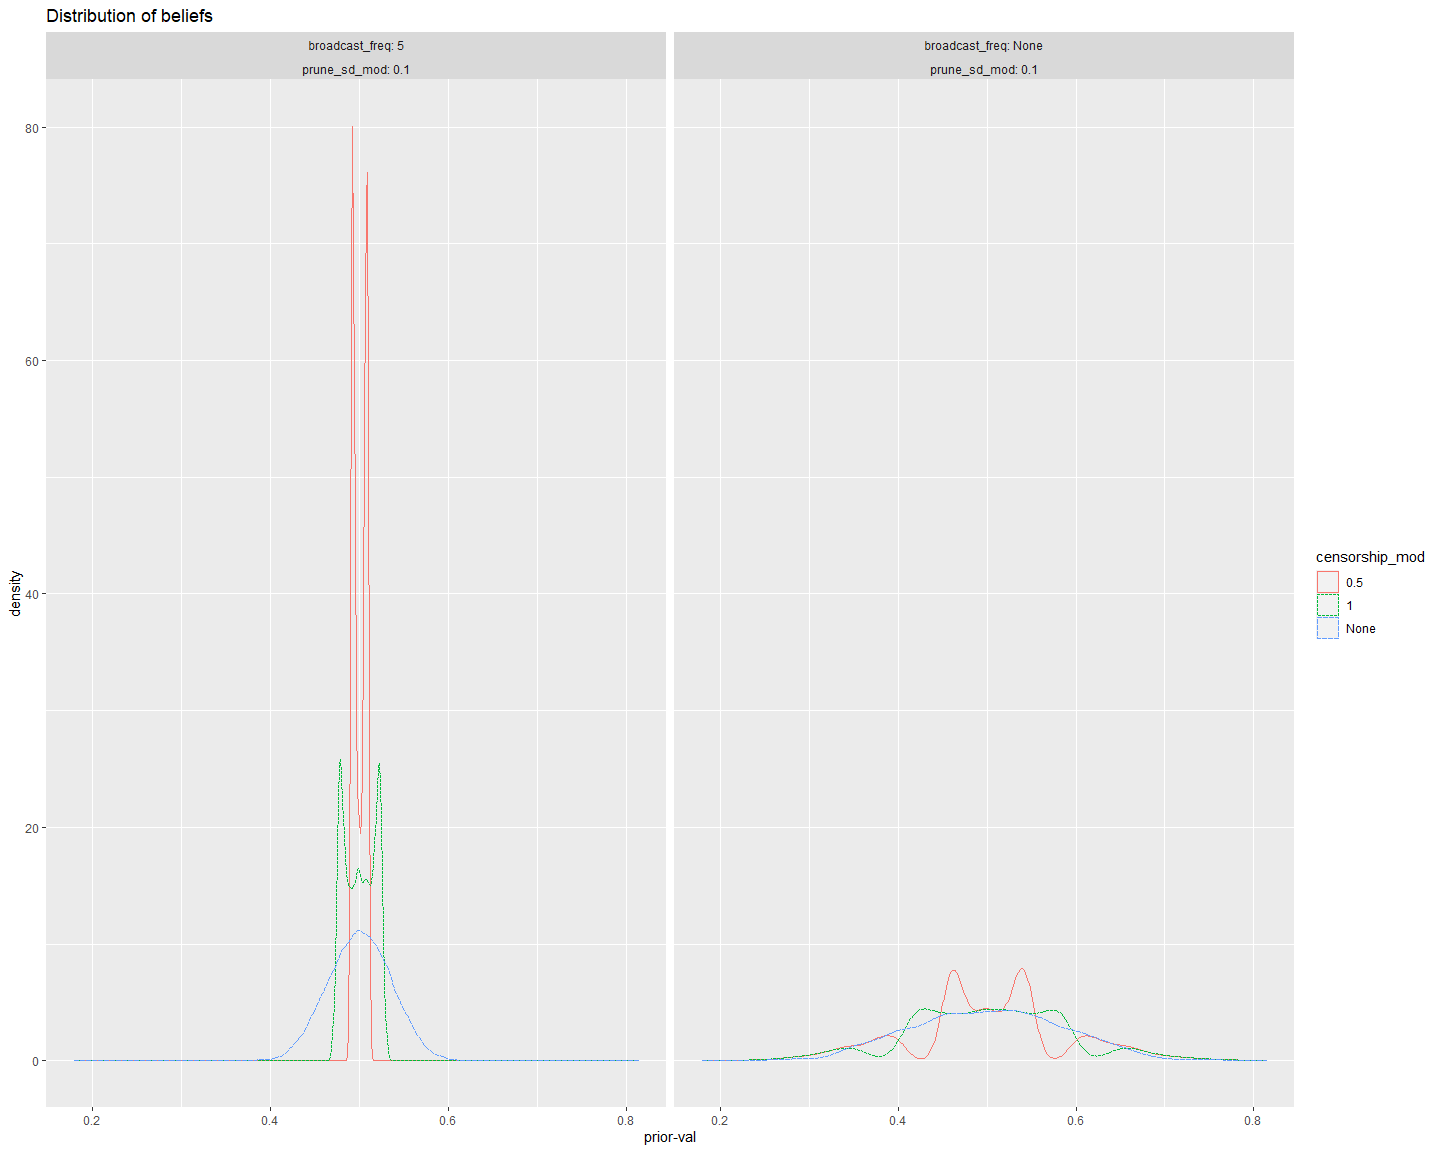 Distribution of beliefs
broadcast_freq: 5
prune_sd_mod: 0.1
broadcast_freq: None
prune_sd_mod: 0.1
density
80
60
40
20
0
0.2 0.4 0.6 0.8
0.2 0.4 0.6 0.8
prior-val
censorship_mod
0.5
1
None